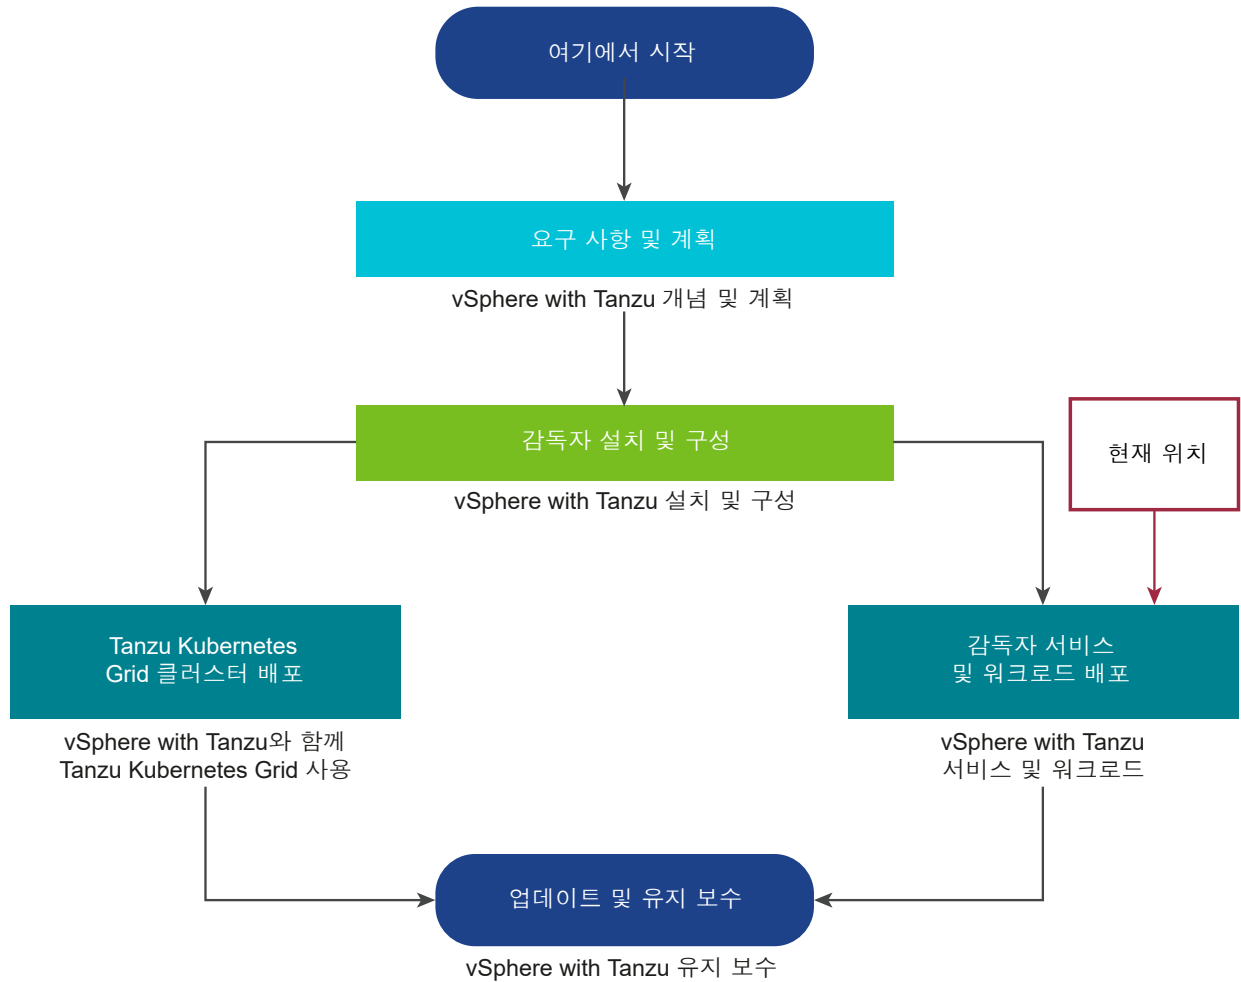 여기에서 시작
요구 사항 및 계획
vSphere with Tanzu 개념 및 계획
감독자 설치 및 구성
vSphere with Tanzu 설치 및 구성
현재 위치
Tanzu Kubernetes
Grid 클러스터 배포
vSphere with Tanzu와 함께
Tanzu Kubernetes Grid 사용
감독자 서비스
및 워크로드 배포
vSphere with Tanzu
서비스 및 워크로드
업데이트 및 유지 보수
vSphere with Tanzu 유지 보수